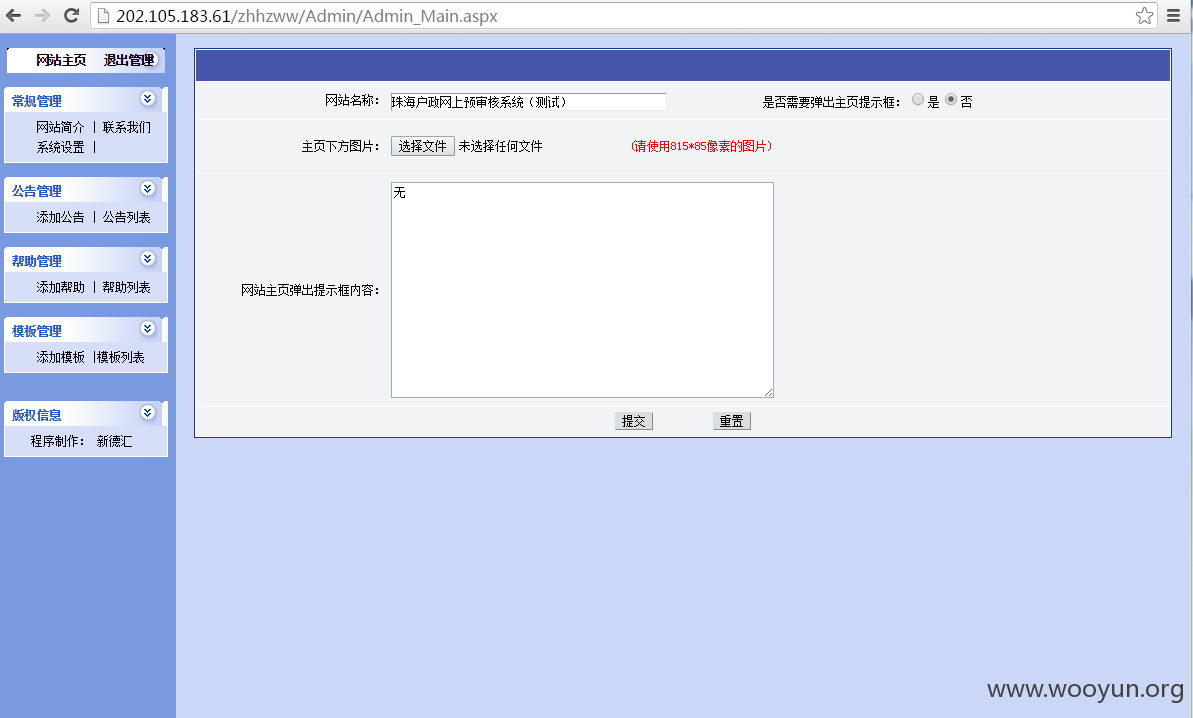 202.105.183.61/zhhzww/Admin/Admin_Main.aspx
网站主页 退出管理
常规管理
网站简介 | 联系我们
系统设置 |
公告管理
添加公告 | 公告列表
帮助管理
添加帮助 | 帮助列表
模板管理
添加模板 |模板列表
版权信息
程序制作： 新德汇
网站名称： 珠海户政网上预审核系统（测试） 是否需要弹出主页提示框： 是 否
主页下方图片： 选择文件 未选择任何文件 (请使用815*85像素的图片)
网站主页弹出提示框内容： 无
提交 重置
www.wooyun.org